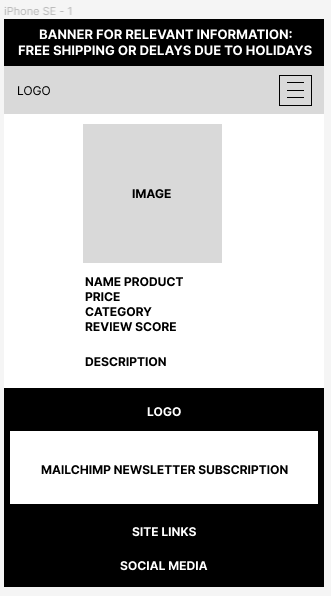 iPhone SE - 1
BANNER FOR RELEVANT INFORMATION:
FREE SHIPPING OR DELAYS DUE TO HOLIDAYS
LOGO
IMAGE
NAME PRODUCT
PRICE
CATEGORY
REVIEW SCORE
DESCRIPTION
LOGO
MAILCHIMP NEWSLETTER SUBSCRIPTION
SITE LINKS
SOCIAL MEDIA